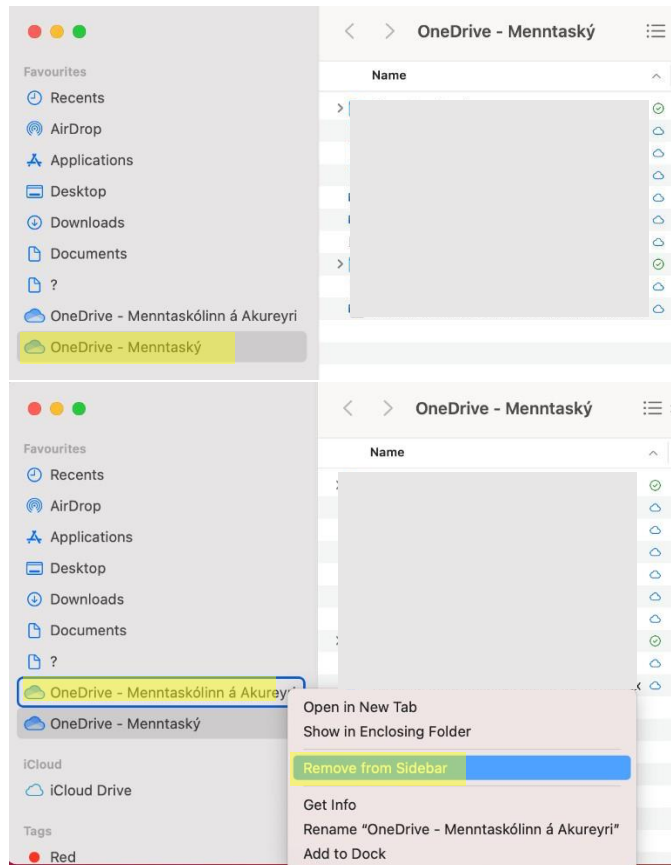 OneDrive - Menntaský
Favourites
Name
Recents
AirDrop
Applications
Desktop
Downloads
Documents
?
OneDrive - Menntaskólinn á Akureyri
OneDrive - Menntaský
OneDrive - Menntaský
Favourites
Name
Recents
AirDrop
Applications
Desktop
Downloads
Documents
?
OneDrive - Menntaskólinn á Akureyri
OneDrive - Menntaský
Open in New Tab
Show in Enclosing Folder
Remove from Sidebar
Get Info
Rename “OneDrive - Menntaskólinn á Akureyri”
Add to Dock
iCloud
iCloud Drive
Tags
Red